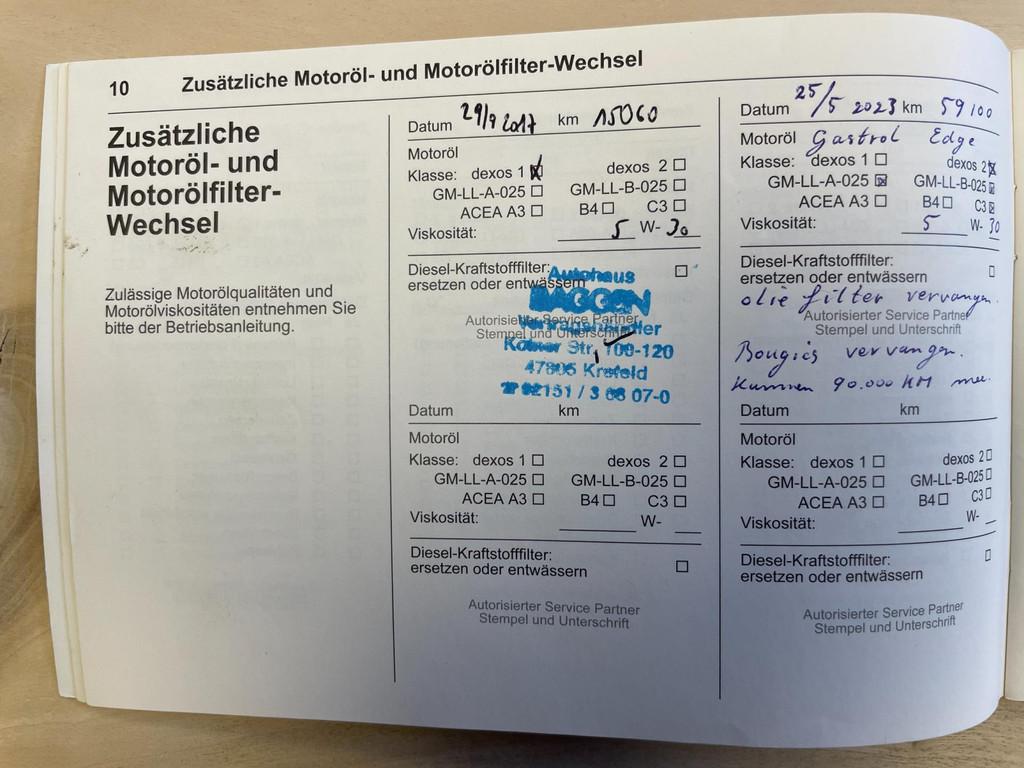 10 Zusätzliche Motoröl- und Motorölfilter-Wechsel
Zusätzliche
Motoröl- und
Motorölfilter-
Wechsel
Zulässige Motorölqualitäten und
Motorölviskositäten entnehmen Sie
bitte der Betriebsanleitung.
Datum 29/9 2017 km 15060
Motoröl
Klasse: dexos 1 ☒ dexos 2 ☐
GM-LL-A-025 ☐ GM-LL-B-025 ☐
ACEA A3 ☐ B4 ☐ C3 ☐
Viskosität: 5 W- 30
Diesel-Kraftstofffilter: ☐
ersetzen oder entwässern
Autorisierter Service Partner
Stempel und Unterschrift
Autohaus
BAGGEN
Vertragshändler
Kölner Str. 100-120
47805 Krefeld
☎ 02151 / 3 68 07-0
Datum km
Motoröl
Klasse: dexos 1 ☐ dexos 2 ☐
GM-LL-A-025 ☐ GM-LL-B-025 ☐
ACEA A3 ☐ B4 ☐ C3 ☐
Viskosität: W-
Diesel-Kraftstofffilter:
ersetzen oder entwässern ☐
Autorisierter Service Partner
Stempel und Unterschrift
Datum 25/5 2023 km 59100
Motoröl Castrol Edge
Klasse: dexos 1 ☐ dexos 2 ☒
GM-LL-A-025 ☒ GM-LL-B-025 ☒
ACEA A3 ☐ B4 ☐ C3 ☒
Viskosität: 5 W- 30
Diesel-Kraftstofffilter:
ersetzen oder entwässern ☐
olie filter vervangen.
Autorisierter Service Partner
Stempel und Unterschrift
Bougies vervangen.
Kunnen 90.000 KM mee.
Datum km
Motoröl
Klasse: dexos 1 ☐ dexos 2 ☐
GM-LL-A-025 ☐ GM-LL-B-025 ☐
ACEA A3 ☐ B4 ☐ C3 ☐
Viskosität: W-
Diesel-Kraftstofffilter: ☐
ersetzen oder entwässern
Autorisierter Service Partner
Stempel und Unterschrift